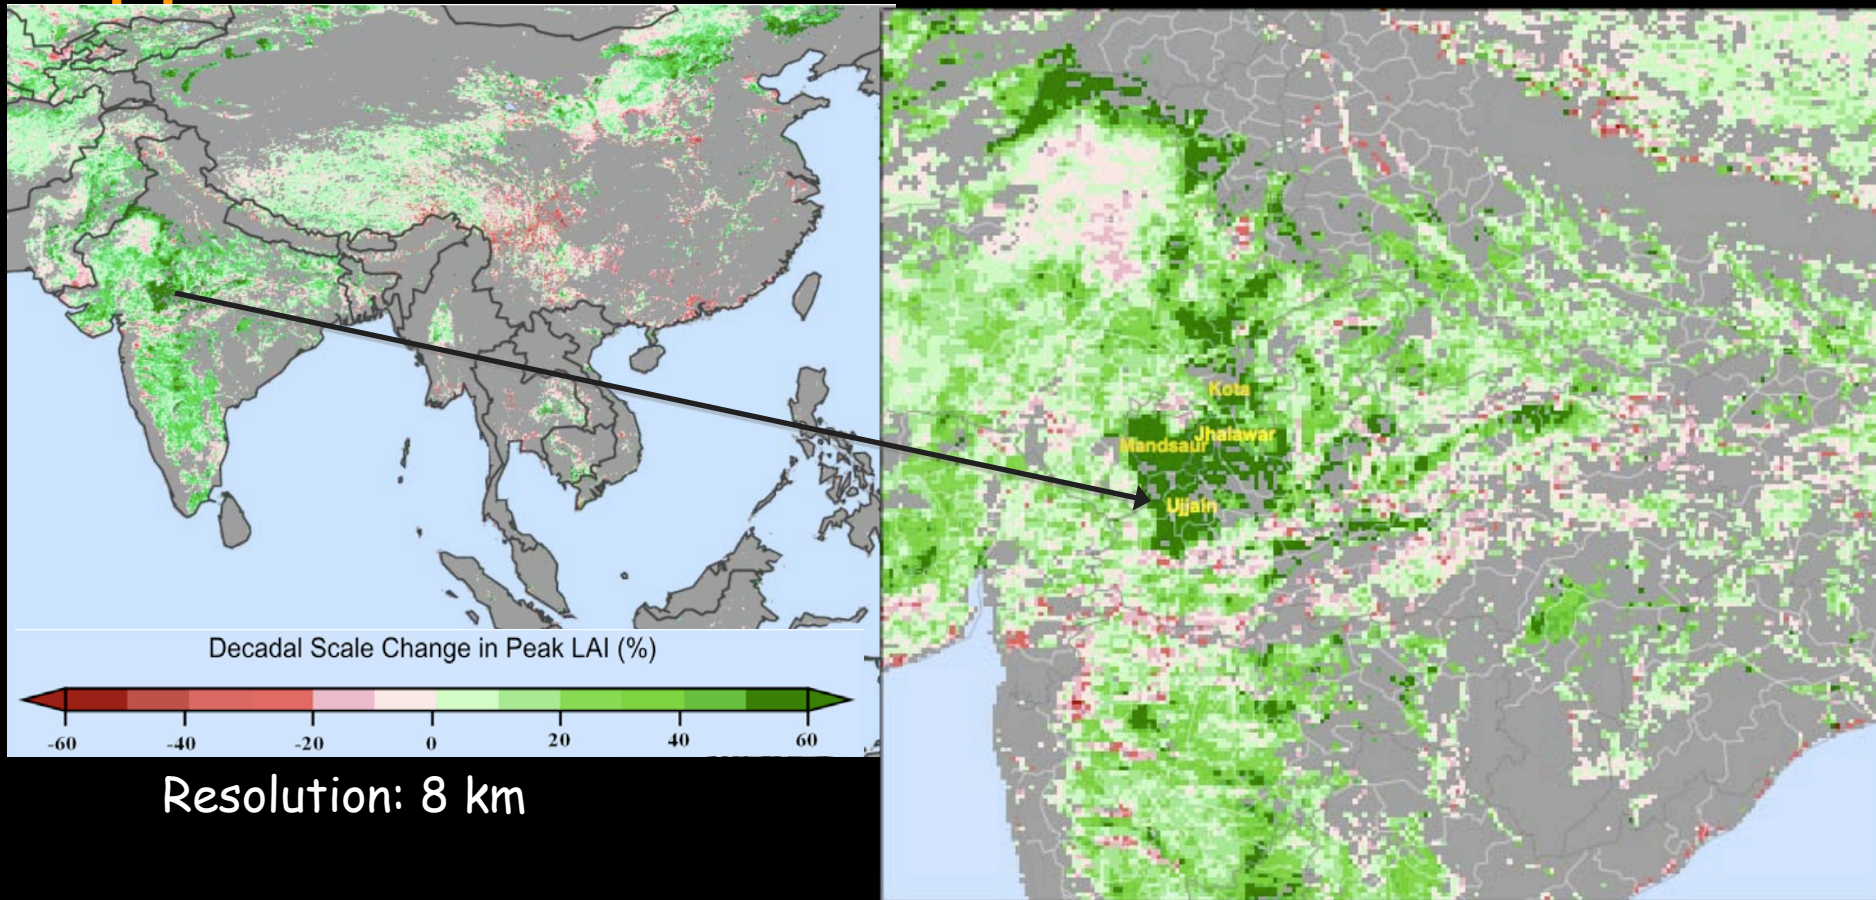 Decadal Scale Change in Peak LAI (%)
-60 -40 -20 0 20 40 60
Resolution: 8 km
Kota
Jhalawar
Mandsaur
Ujjain